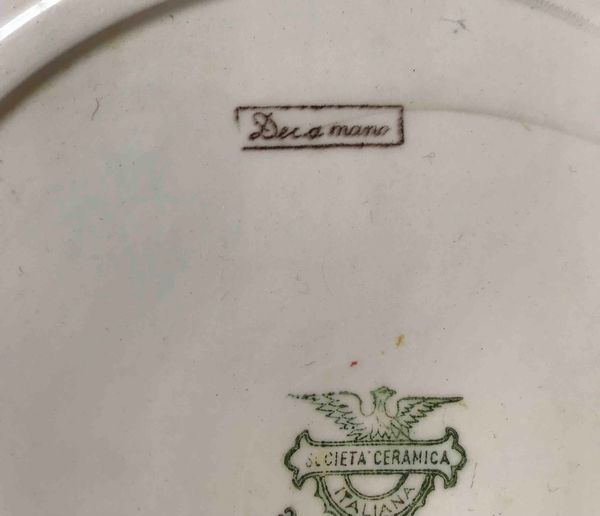 Dec a mano
SOCIETA' CERAMICA
ITALIANA